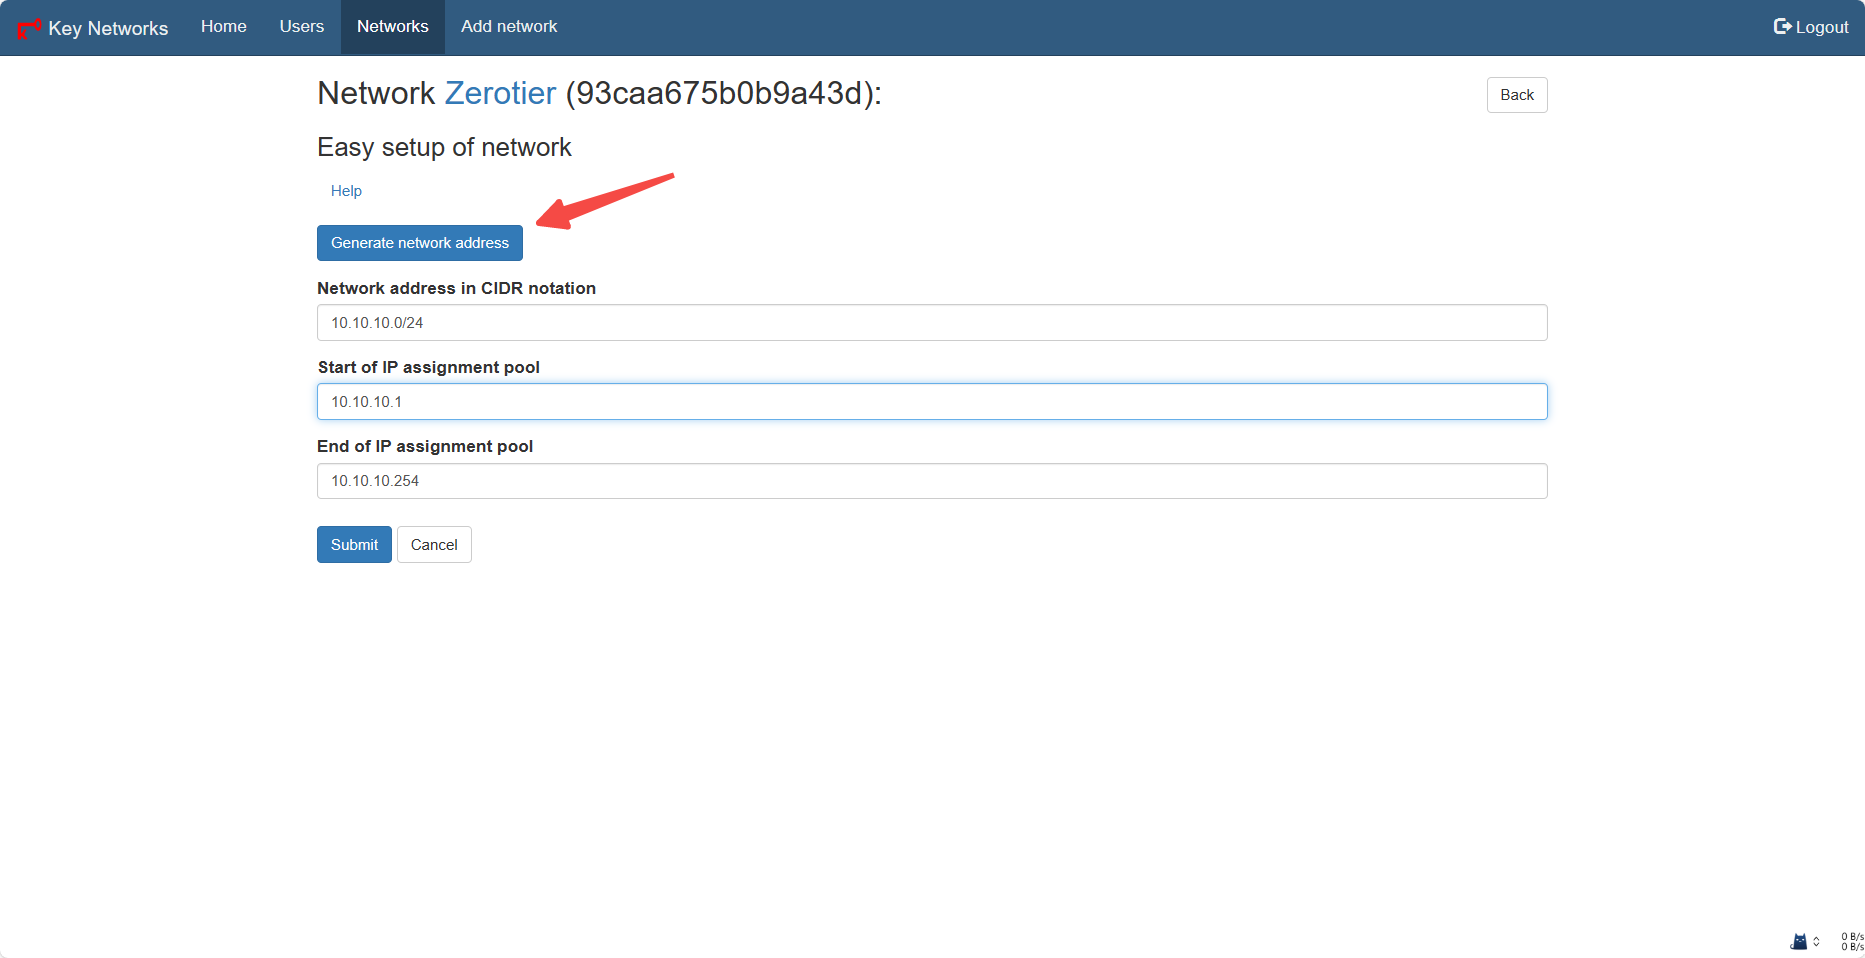 Key Networks Home Users Networks Add network Logout
Network Zerotier (93caa675b0b9a43d):
Back
Easy setup of network
Help
Generate network address
Network address in CIDR notation
10.10.10.0/24
Start of IP assignment pool
10.10.10.1
End of IP assignment pool
10.10.10.254
Submit Cancel
0 B/s
0 B/s